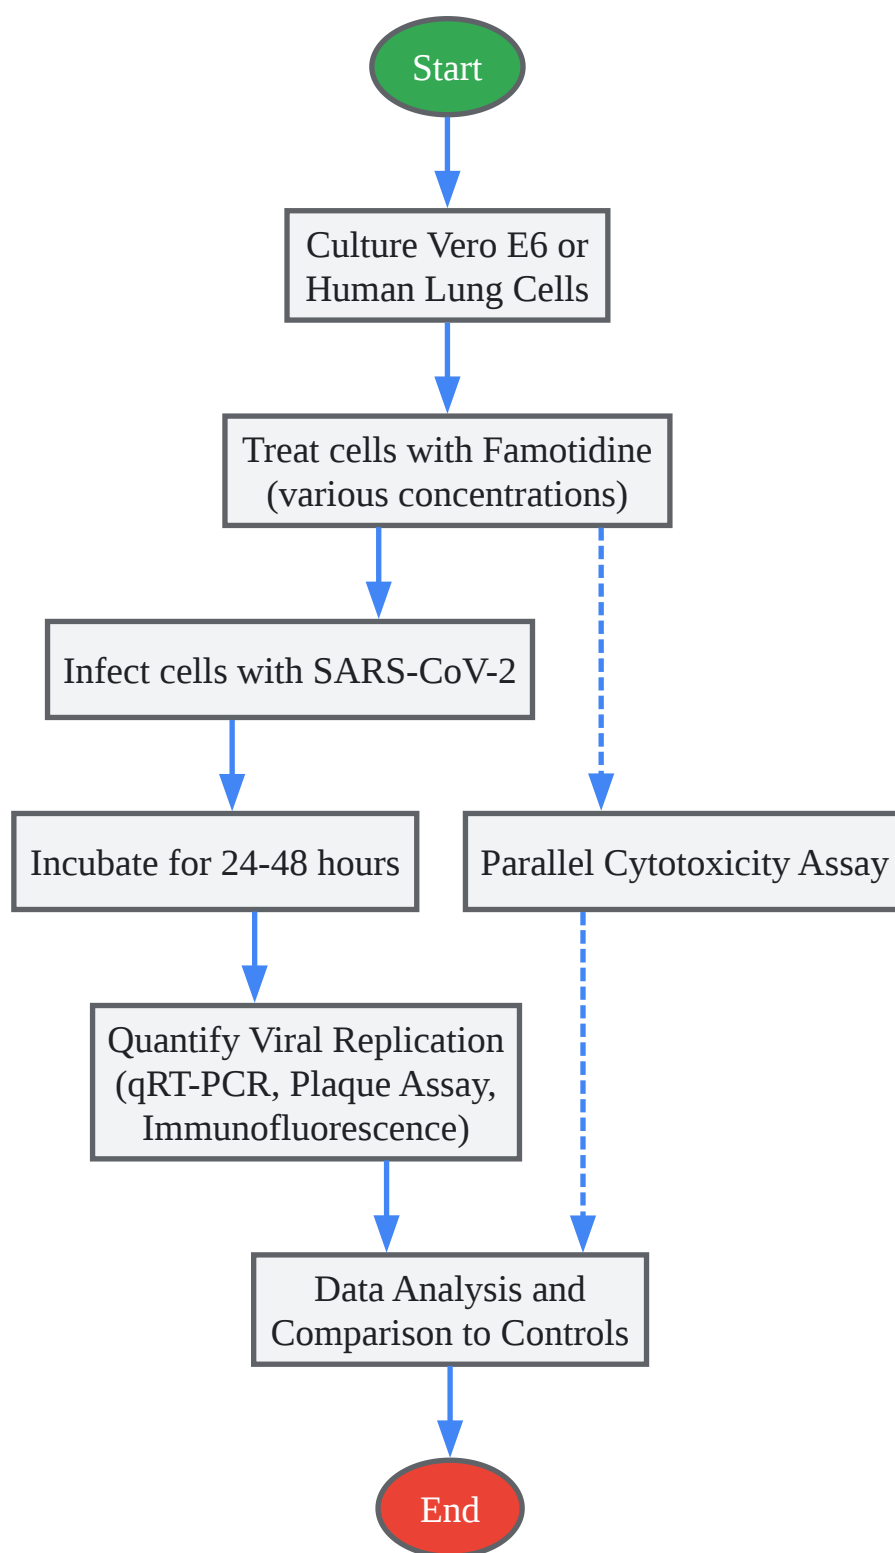 Start
Culture Vero E6 or
Human Lung Cells
Treat cells with Famotidine
(various concentrations)
Infect cells with SARS-CoV-2
Incubate for 24-48 hours
Parallel Cytotoxicity Assay
Quantify Viral Replication
(qRT-PCR, Plaque Assay,
Immunofluorescence)
Data Analysis and
Comparison to Controls
End